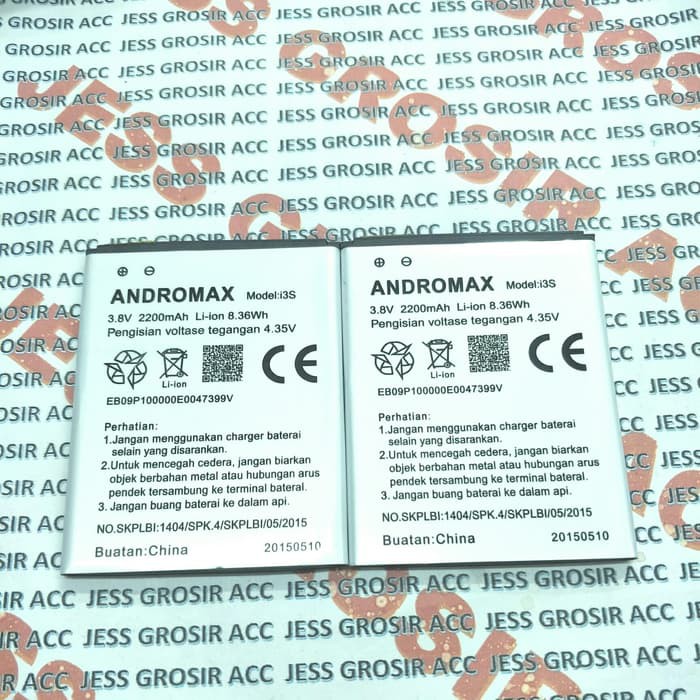 JESS GROSIR ACC JESS GROSIR ACC JESS GROSIR ACC
JESS GROSIR ACC
⊕ ⊖
ANDROMAX Model:i3S
3.8V 2200mAh Li-ion 8.36Wh
Pengisian voltase tegangan 4.35V
Li-ion
CE
EB09P100000E0047399V
Perhatian:
1.Jangan menggunakan charger baterai
selain yang disarankan.
2.Untuk mencegah cedera, jangan biarkan
objek berbahan metal atau hubungan arus
pendek tersambung ke terminal baterai.
3. Jangan buang baterai ke dalam api.
NO.SKPLBI:1404/SPK.4/SKPLBI/05/2015
Buatan:China 20150510
⊕ ⊖
ANDROMAX Model:i3S
3.8V 2200mAh Li-ion 8.36Wh
Pengisian voltase tegangan 4.35V
Li-ion
CE
EB09P100000E0047399V
Perhatian:
1.Jangan menggunakan charger baterai
selain yang disarankan.
2.Untuk mencegah cedera, jangan biarkan
objek berbahan metal atau hubungan arus
pendek tersambung ke terminal baterai.
3. Jangan buang baterai ke dalam api.
NO.SKPLBI:1404/SPK.4/SKPLBI/05/2015
Buatan:China 20150510
JESS GROSIR ACC JESS GROSIR ACC JESS GROSIR ACC